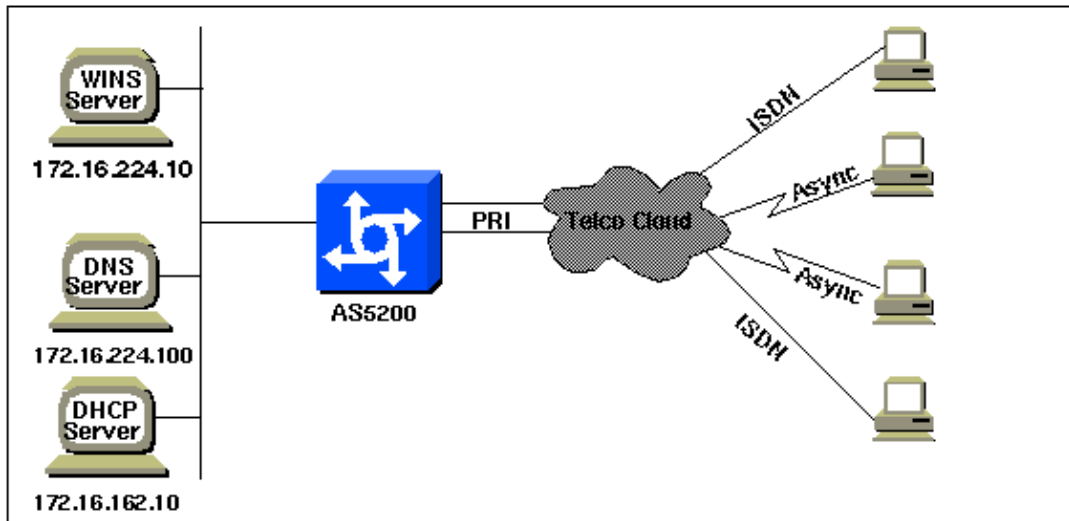 WINS
Server
172.16.224.10
DNS
Server
172.16.224.100
DHCP
Server
172.16.162.10
AS5200
PRI
Telco Cloud
ISDN
Async
Async
ISDN